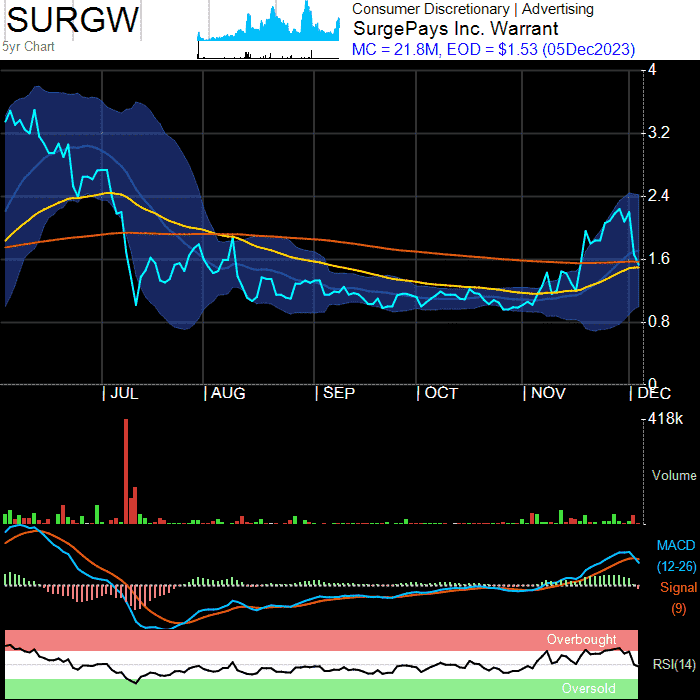 SURGW
5yr Chart
Consumer Discretionary | Advertising
SurgePays Inc. Warrant
MC = 21.8M, EOD = $1.53 (05Dec2023)
4
3.2
2.4
1.6
0.8
0
JUL
AUG
SEP
OCT
NOV
DEC
418k
Volume
MACD
(12-26)
Signal
(9)
Overbought
RSI(14)
Oversold